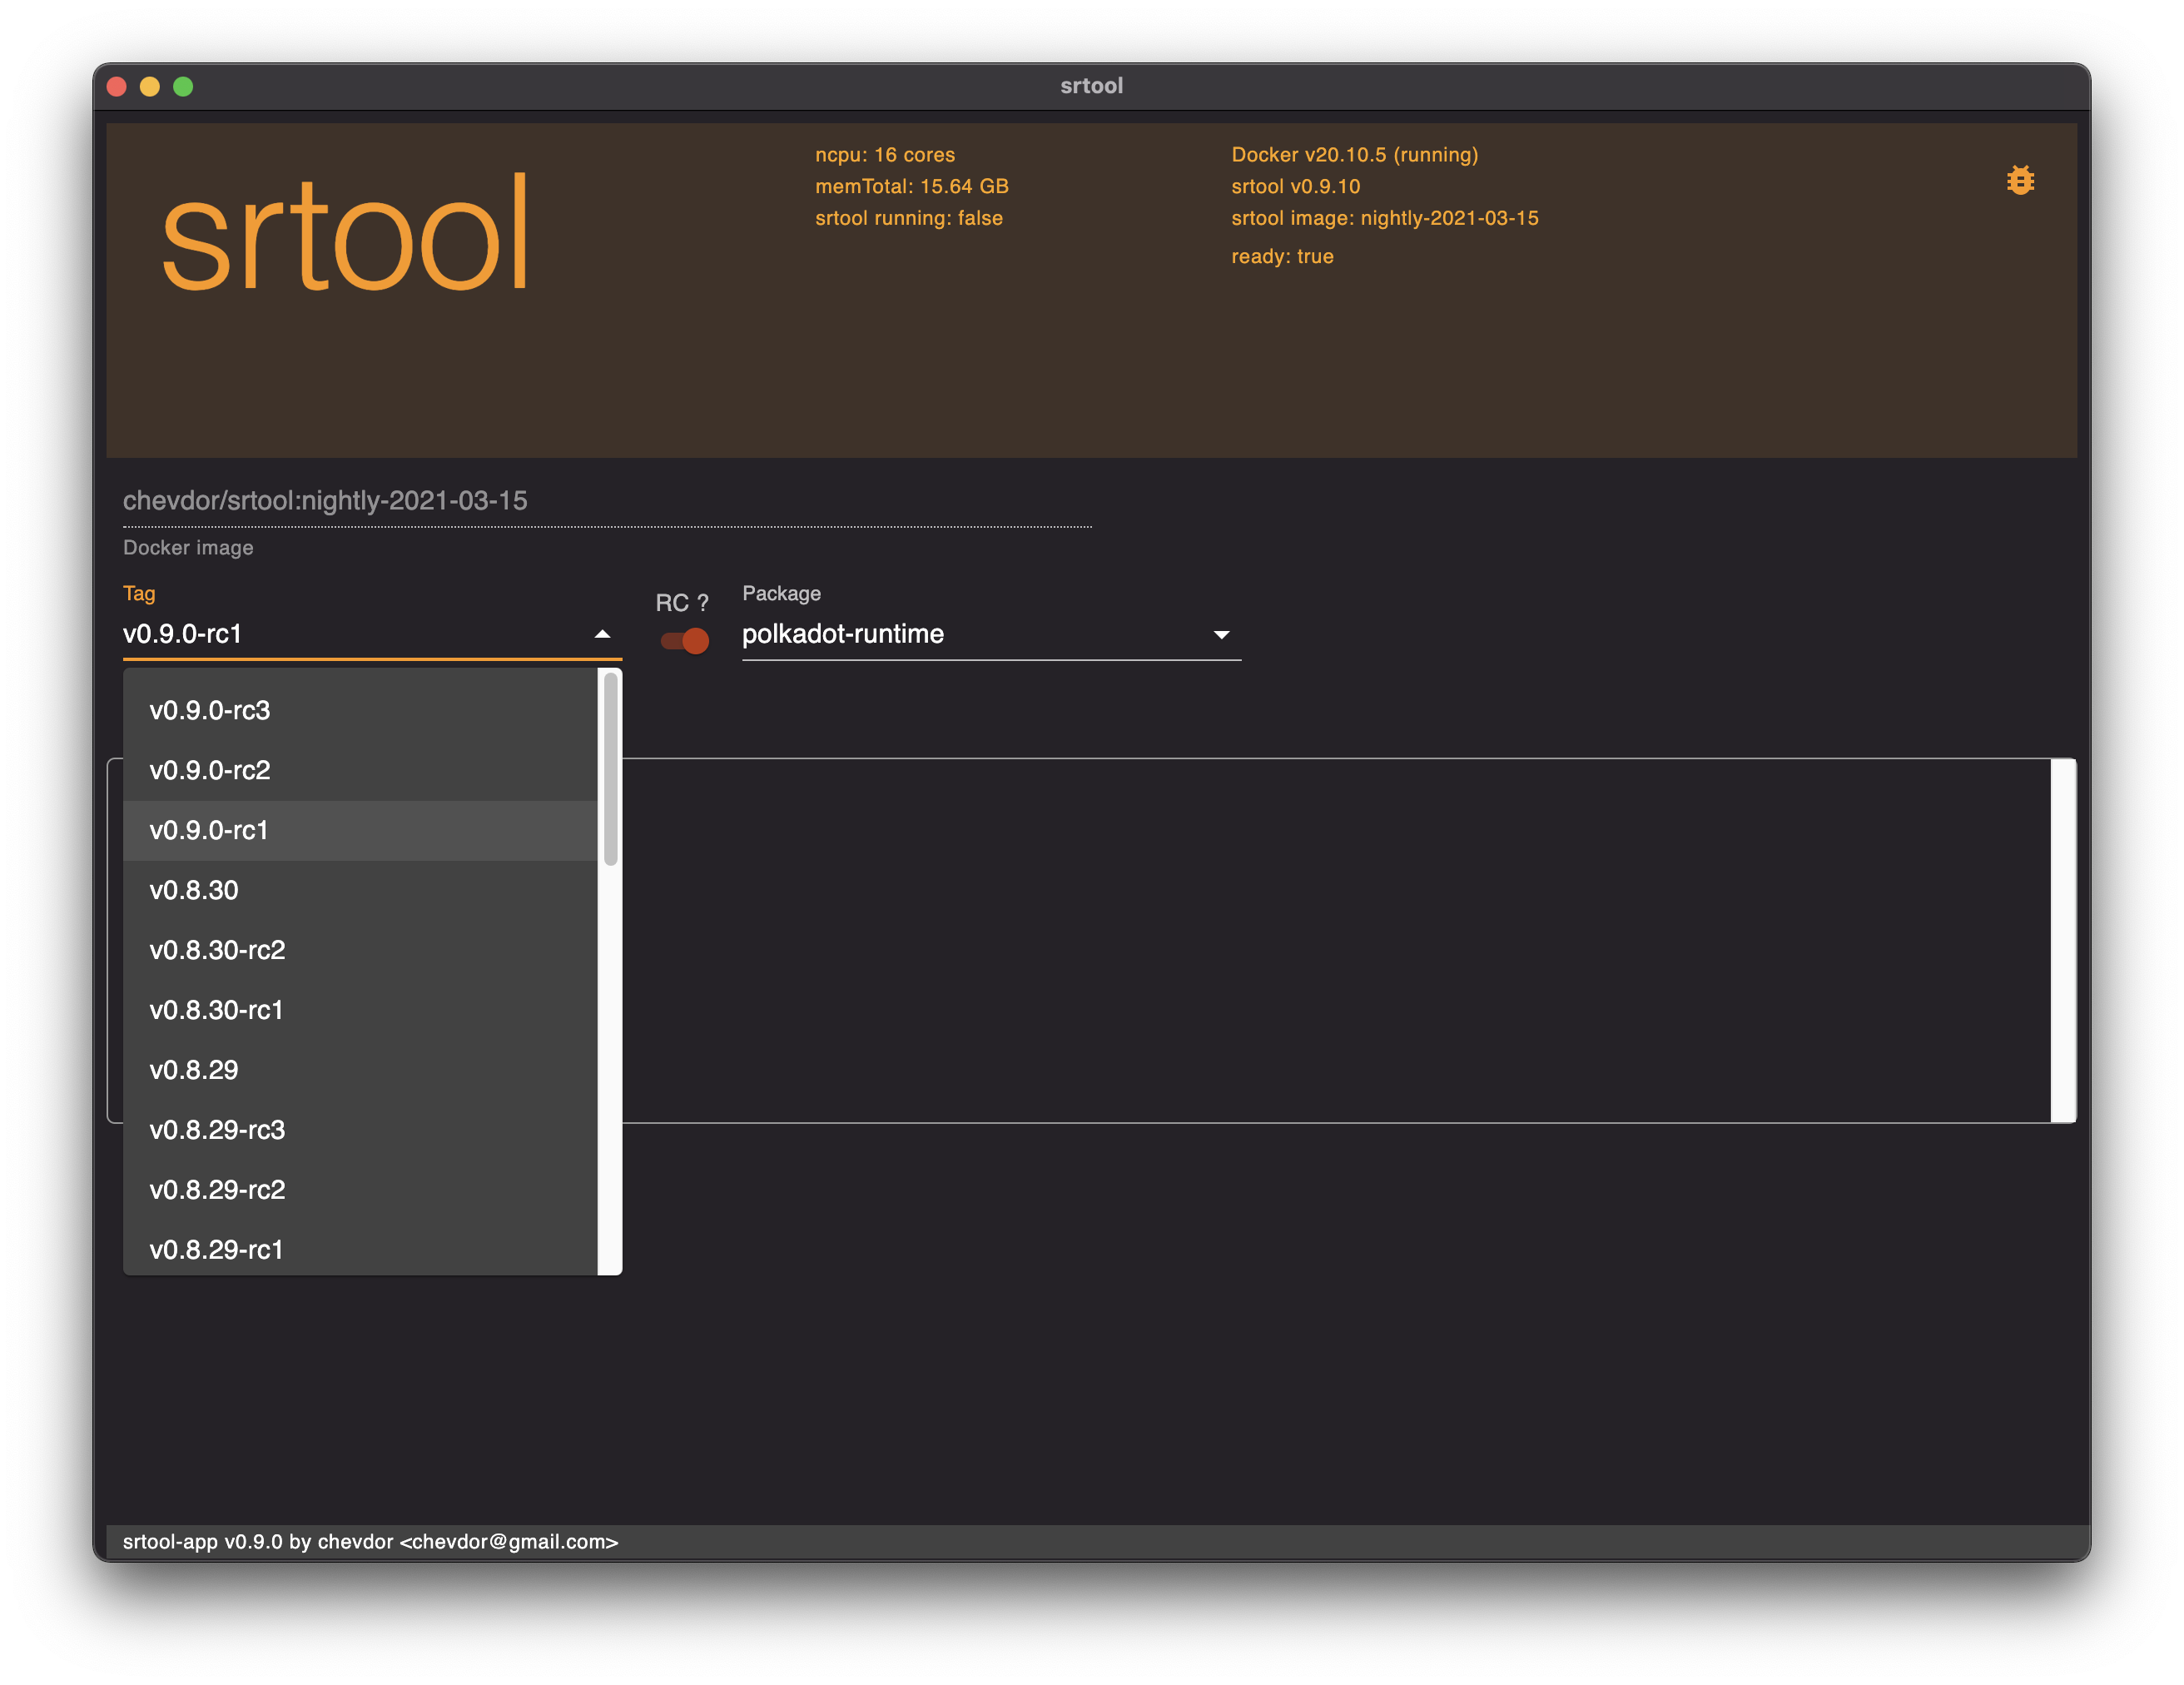 srtool
srtool
ncpu: 16 cores
memTotal: 15.64 GB
srtool running: false
Docker v20.10.5 (running)
srtool v0.9.10
srtool image: nightly-2021-03-15
ready: true
chevdor/srtool:nightly-2021-03-15
Docker image
Tag
v0.9.0-rc1
RC ?
Package
polkadot-runtime
v0.9.0-rc3
v0.9.0-rc2
v0.9.0-rc1
v0.8.30
v0.8.30-rc2
v0.8.30-rc1
v0.8.29
v0.8.29-rc3
v0.8.29-rc2
v0.8.29-rc1
srtool-app v0.9.0 by chevdor <chevdor@gmail.com>